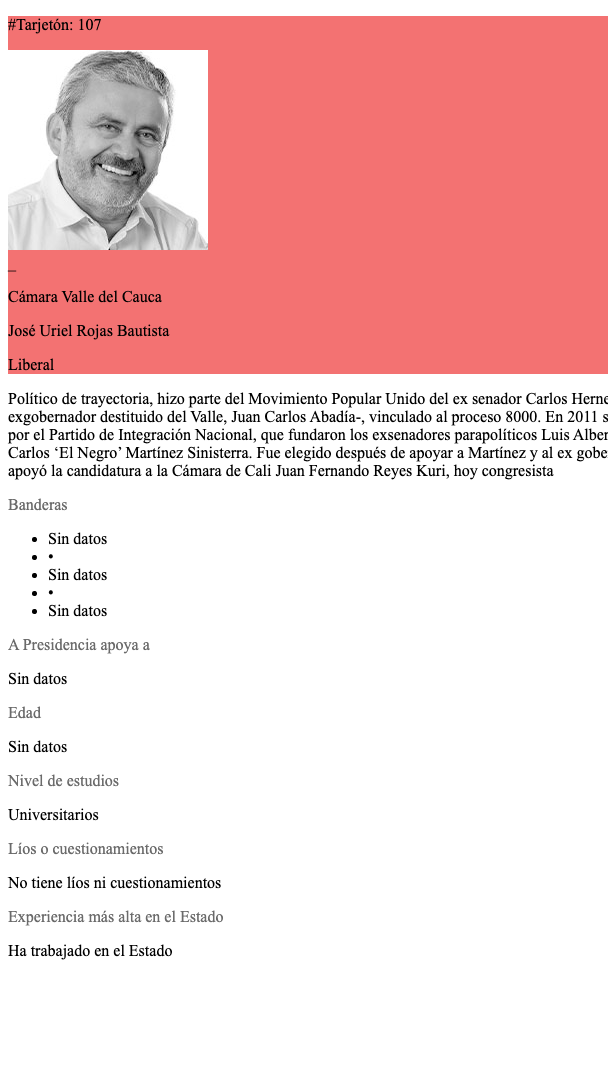 #Tarjetón: 107
_
Cámara Valle del Cauca
José Uriel Rojas Bautista
Liberal
Político de trayectoria, hizo parte del Movimiento Popular Unido del ex senador Carlos Herne
exgobernador destituido del Valle, Juan Carlos Abadía-, vinculado al proceso 8000. En 2011 s
por el Partido de Integración Nacional, que fundaron los exsenadores parapolíticos Luis Alber
Carlos ‘El Negro’ Martínez Sinisterra. Fue elegido después de apoyar a Martínez y al ex gobe
apoyó la candidatura a la Cámara de Cali Juan Fernando Reyes Kuri, hoy congresista
Banderas
• Sin datos
• •
• Sin datos
• •
• Sin datos
A Presidencia apoya a
Sin datos
Edad
Sin datos
Nivel de estudios
Universitarios
Líos o cuestionamientos
No tiene líos ni cuestionamientos
Experiencia más alta en el Estado
Ha trabajado en el Estado